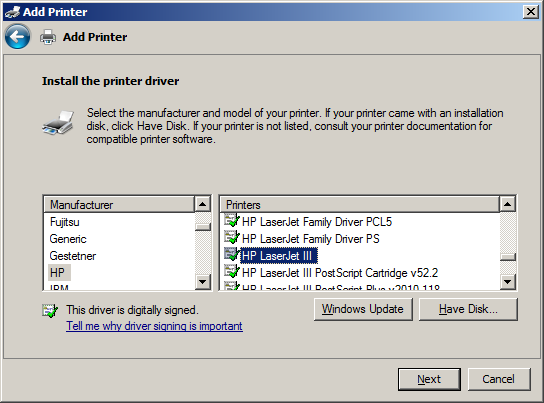 Add Printer
Add Printer
Install the printer driver
Select the manufacturer and model of your printer. If your printer came with an installation
disk, click Have Disk. If your printer is not listed, consult your printer documentation for
compatible printer software.
Manufacturer
Fujitsu
Generic
Gestetner
HP
IBM
Printers
HP LaserJet Family Driver PCL5
HP LaserJet Family Driver PS
HP LaserJet III
HP LaserJet III PostScript Cartridge v52.2
HP LaserJet III PostScript Plus v2010.118
This driver is digitally signed.
Tell me why driver signing is important
Windows Update
Have Disk...
Next
Cancel